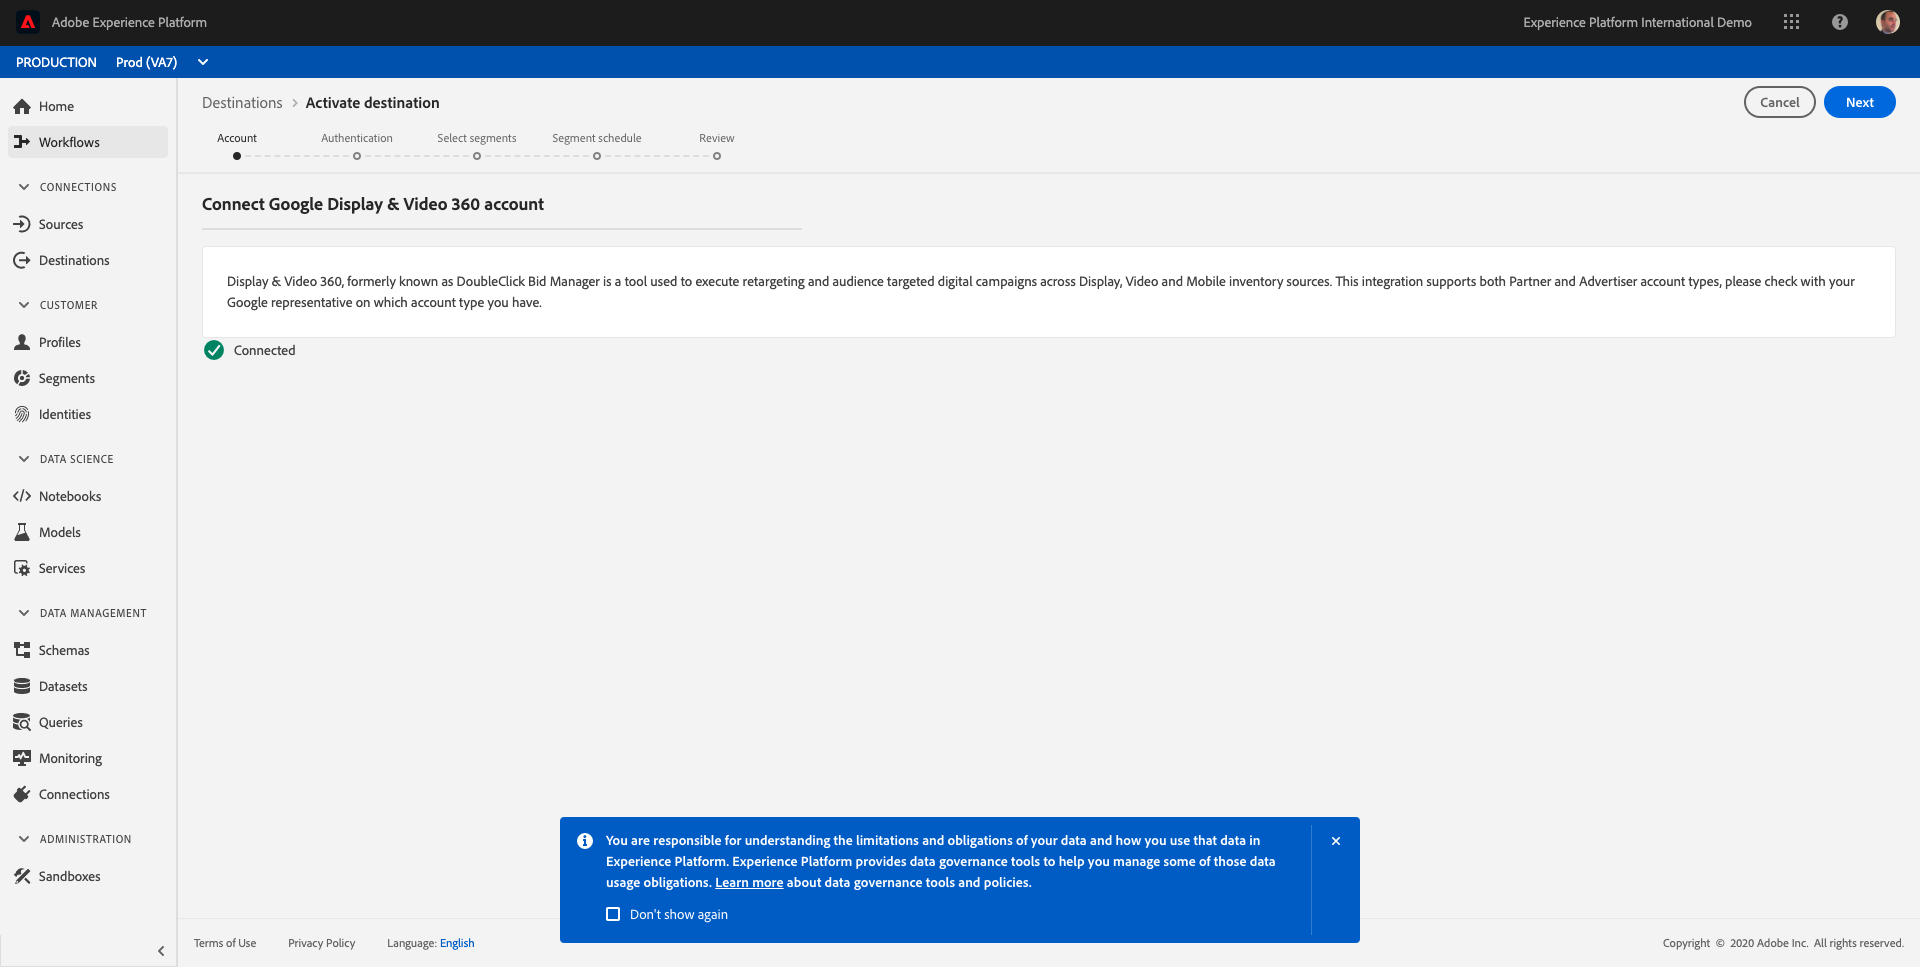 Adobe Experience Platform
Experience Platform International Demo
PRODUCTION Prod (VA7)
Home
Workflows
CONNECTIONS
Sources
Destinations
CUSTOMER
Profiles
Segments
Identities
DATA SCIENCE
Notebooks
Models
Services
DATA MANAGEMENT
Schemas
Datasets
Queries
Monitoring
Connections
ADMINISTRATION
Sandboxes
Destinations > Activate destination
Cancel Next
Account Authentication Select segments Segment schedule Review
Connect Google Display & Video 360 account
Display & Video 360, formerly known as DoubleClick Bid Manager is a tool used to execute retargeting and audience targeted digital campaigns across Display, Video and Mobile inventory sources. This integration supports both Partner and Advertiser account types, please check with your
Google representative on which account type you have.
Connected
You are responsible for understanding the limitations and obligations of your data and how you use that data in
Experience Platform. Experience Platform provides data governance tools to help you manage some of those data
usage obligations. Learn more about data governance tools and policies.
Don't show again
Terms of Use Privacy Policy Language: English
Copyright © 2020 Adobe Inc. All rights reserved.